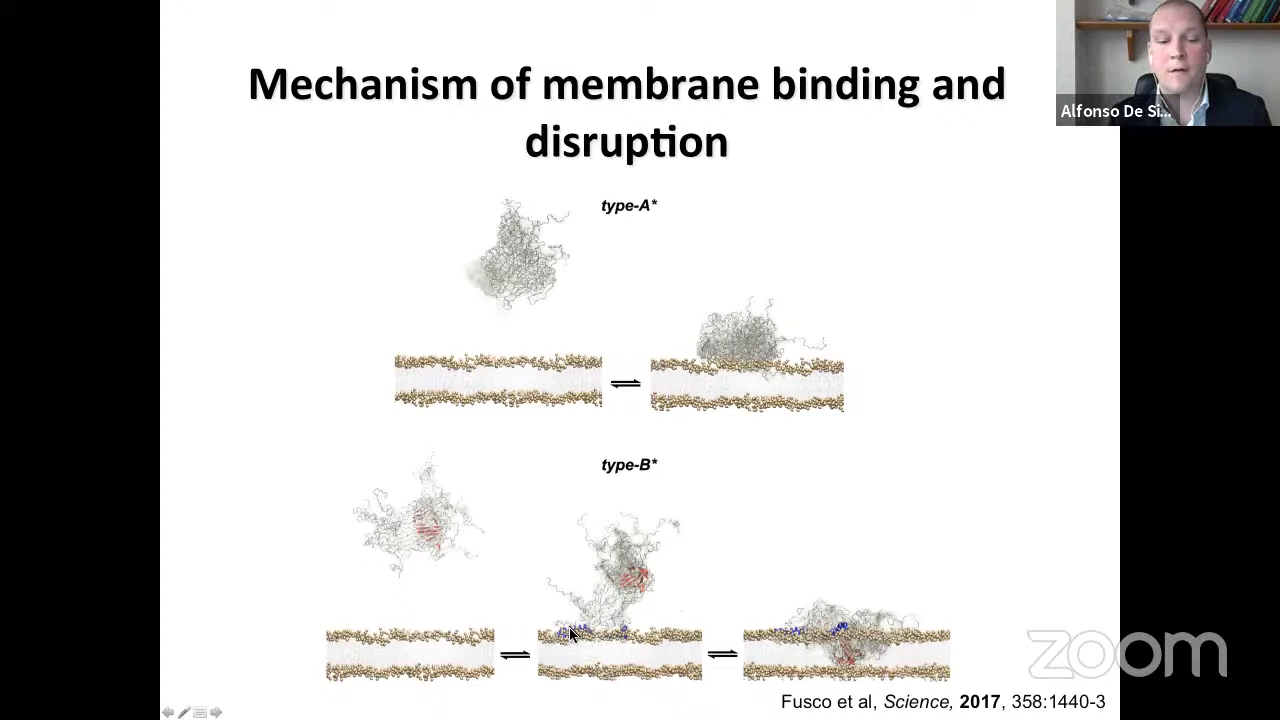 Mechanism of membrane binding and
disruption
Alfonso De Si...
type-A*
type-B*
zoom
Fusco et al, Science, 2017, 358:1440-3